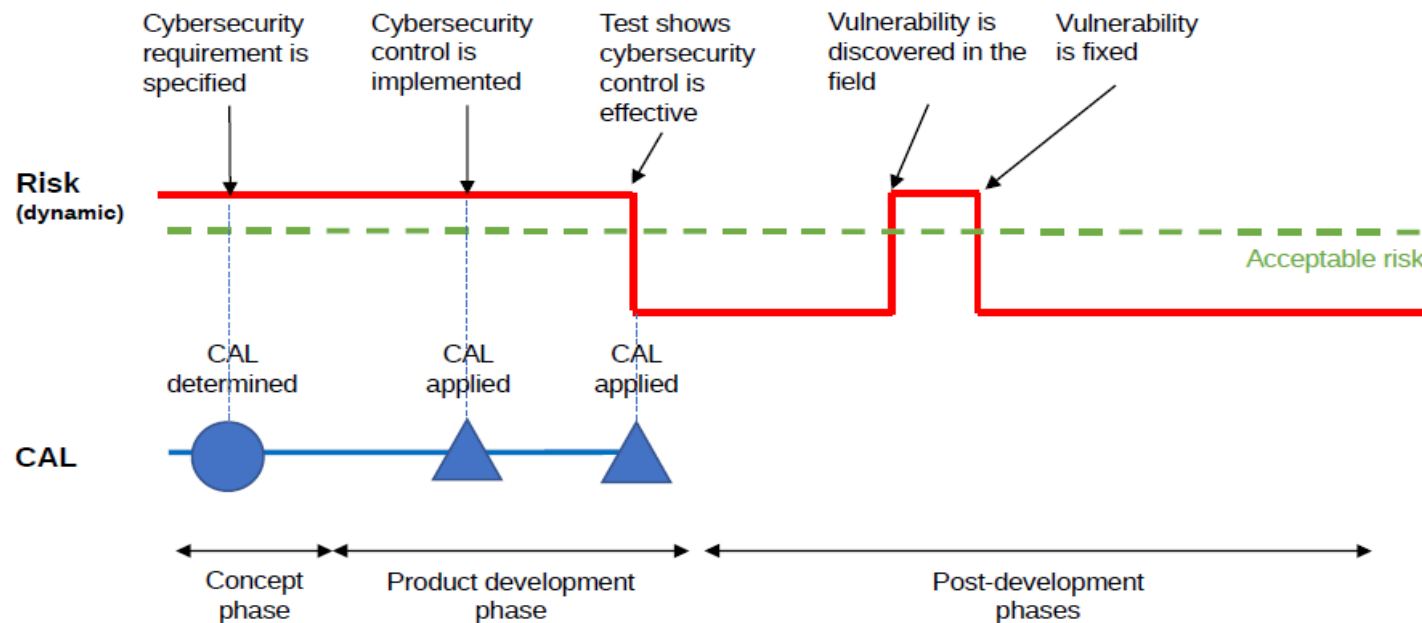 Cybersecurity
requirement is
specified
Cybersecurity
control is
implemented
Test shows
cybersecurity
control is
effective
Vulnerability is
discovered in the
field
Vulnerability
is fixed
Risk
(dynamic)
Acceptable risk
CAL
determined
CAL
applied
CAL
applied
CAL
Concept
phase
Product development
phase
Post-development
phases